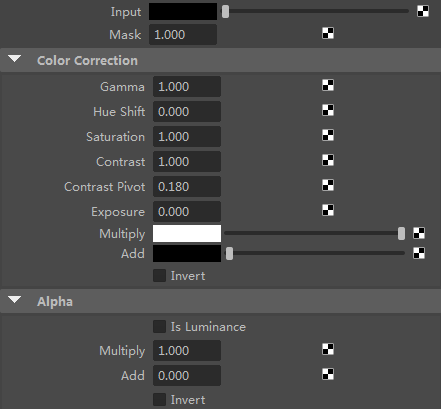 Input
Mask 1.000
Color Correction
Gamma 1.000
Hue Shift 0.000
Saturation 1.000
Contrast 1.000
Contrast Pivot 0.180
Exposure 0.000
Multiply
Add
Invert
Alpha
Is Luminance
Multiply 1.000
Add 0.000
Invert